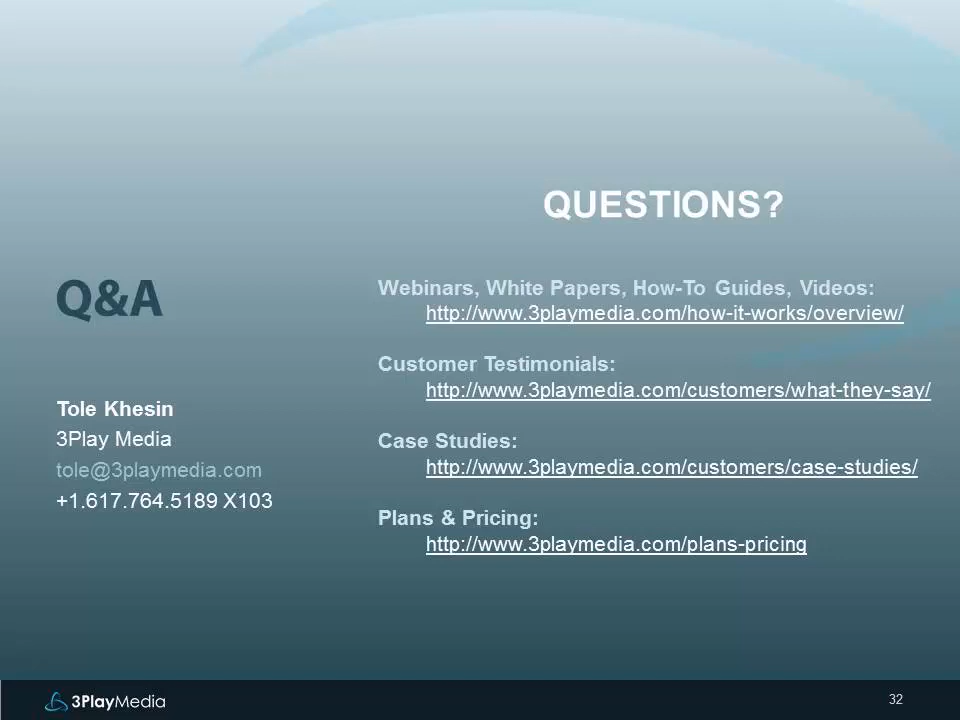 QUESTIONS?
Q&A
Tole Khesin
3Play Media
tole@3playmedia.com
+1.617.764.5189 X103
Webinars, White Papers, How-To Guides, Videos:
http://www.3playmedia.com/how-it-works/overview/
Customer Testimonials:
http://www.3playmedia.com/customers/what-they-say/
Case Studies:
http://www.3playmedia.com/customers/case-studies/
Plans & Pricing:
http://www.3playmedia.com/plans-pricing
3PlayMedia
32